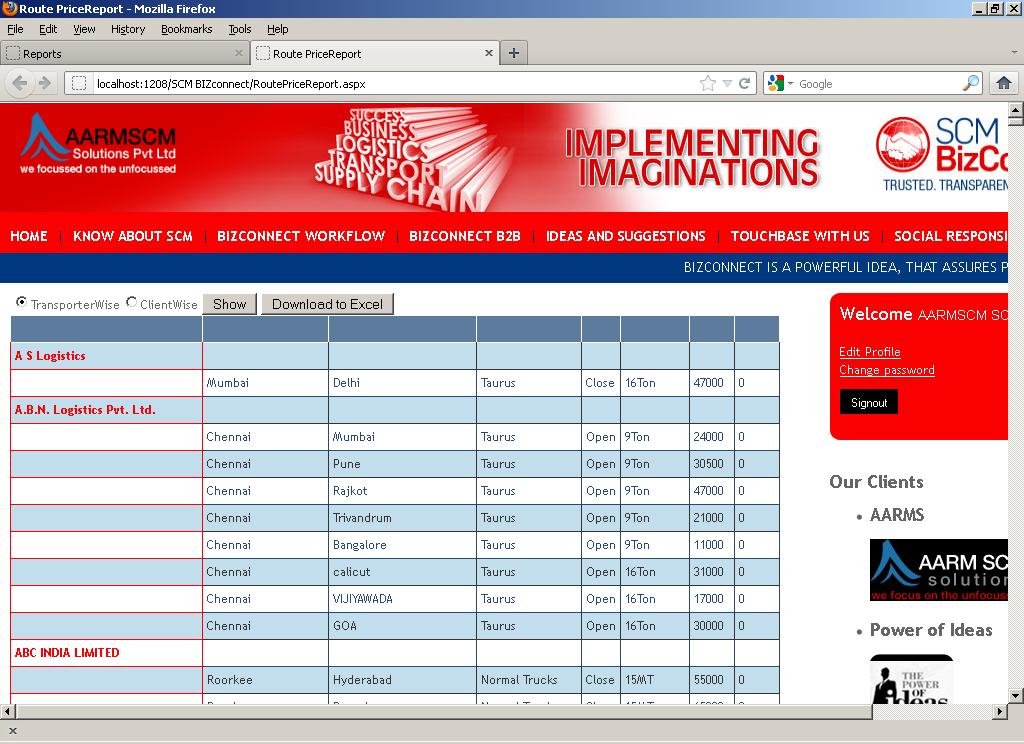 Route PriceReport - Mozilla Firefox
File Edit View History Bookmarks Tools Help
Reports
Route PriceReport
localhost:1208/SCM BIZconnect/RoutePriceReport.aspx
Google
AARMSCM
Solutions Pvt Ltd
we focussed on the unfocussed
SUCCESS
BUSINESS
LOGISTICS
TRANSPORT
SUPPLY CHAIN
IMPLEMENTING
IMAGINATIONS
SCM
BizCo
TRUSTED. TRANSPAREN
HOME | KNOW ABOUT SCM | BIZCONNECT WORKFLOW | BIZCONNECT B2B | IDEAS AND SUGGESTIONS | TOUCHBASE WITH US | SOCIAL RESPONSI
BIZCONNECT IS A POWERFUL IDEA, THAT ASSURES P
TransporterWise ClientWise Show Download to Excel
A S Logistics
Mumbai Delhi Taurus Close 16Ton 47000 0
A.B.N. Logistics Pvt. Ltd.
Chennai Mumbai Taurus Open 9Ton 24000 0
Chennai Pune Taurus Open 9Ton 30500 0
Chennai Rajkot Taurus Open 9Ton 47000 0
Chennai Trivandrum Taurus Open 9Ton 21000 0
Chennai Bangalore Taurus Open 9Ton 11000 0
Chennai calicut Taurus Open 16Ton 31000 0
Chennai VIJIYAWADA Taurus Open 16Ton 17000 0
Chennai GOA Taurus Open 16Ton 30000 0
ABC INDIA LIMITED
Roorkee Hyderabad Normal Trucks Close 15MT 55000 0
Welcome AARMSCM SC
Edit Profile
Change password
Signout
Our Clients
• AARMS
AARM SC
solution
we focus on the unfocus
• Power of Ideas
THE
POWER
OF
ideas